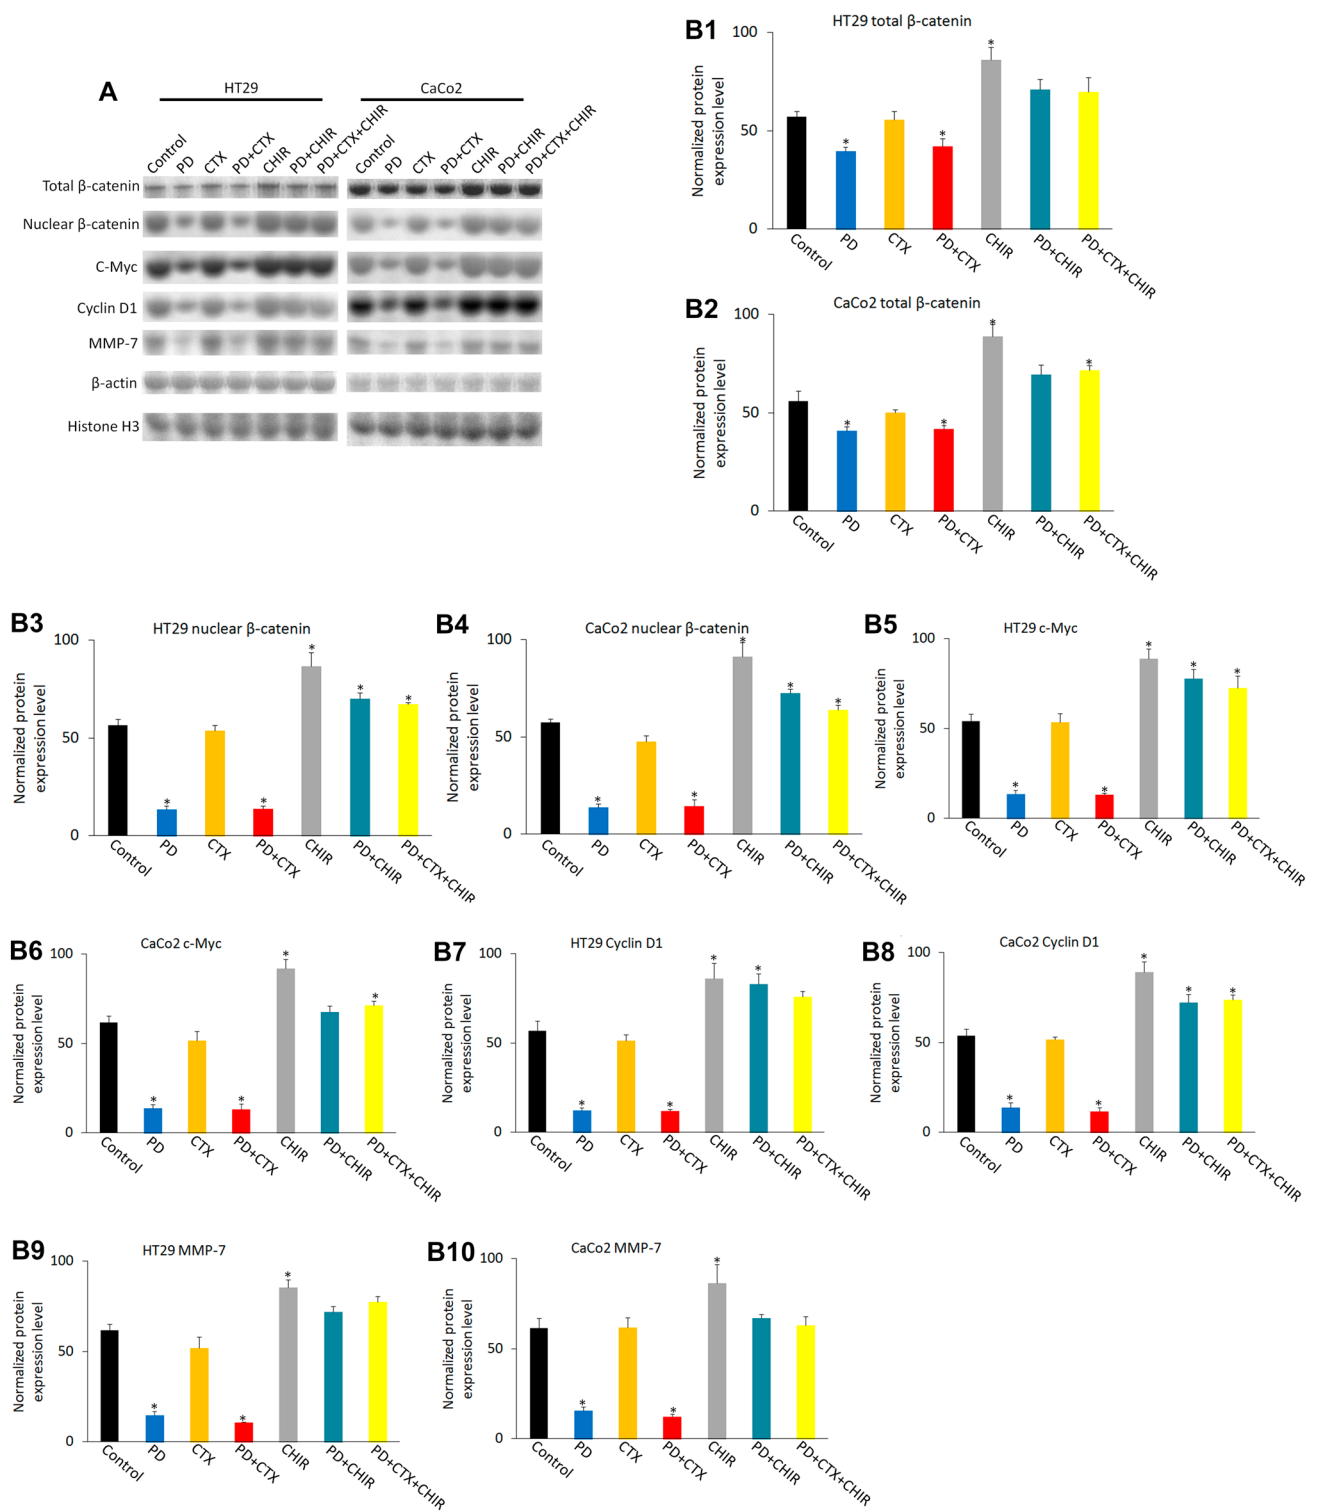 A
HT29
CaCo2
Control
PD
CTX
PD+CTX
CHIR
PD+CHIR
PD+CTX+CHIR
Control
PD
CTX
PD+CTX
CHIR
PD+CHIR
PD+CTX+CHIR
Total β-catenin
Nuclear β-catenin
C-Myc
Cyclin D1
MMP-7
β-actin
Histone H3
B1
HT29 total β-catenin
Normalized protein
expression level
100
50
0
*
*
*
Control
PD
CTX
PD+CTX
CHIR
PD+CHIR
PD+CTX+CHIR
B2
CaCo2 total β-catenin
Normalized protein
expression level
100
50
0
*
*
*
*
Control
PD
CTX
PD+CTX
CHIR
PD+CHIR
PD+CTX+CHIR
B3
HT29 nuclear β-catenin
Normalized protein
expression level
100
50
0
*
*
*
*
*
Control
PD
CTX
PD+CTX
CHIR
PD+CHIR
PD+CTX+CHIR
B4
CaCo2 nuclear β-catenin
Normalized protein
expression level
100
50
0
*
*
*
*
*
Control
PD
CTX
PD+CTX
CHIR
PD+CHIR
PD+CTX+CHIR
B5
HT29 c-Myc
Normalized protein
expression level
100
50
0
*
*
*
*
*
Control
PD
CTX
PD+CTX
CHIR
PD+CHIR
PD+CTX+CHIR
B6
CaCo2 c-Myc
Normalized protein
expression level
100
50
0
*
*
*
*
Control
PD
CTX
PD+CTX
CHIR
PD+CHIR
PD+CTX+CHIR
B7
HT29 Cyclin D1
Normalized protein
expression level
100
50
0
*
*
*
*
Control
PD
CTX
PD+CTX
CHIR
PD+CHIR
PD+CTX+CHIR
B8
CaCo2 Cyclin D1
Normalized protein
expression level
100
50
0
*
*
*
*
*
Control
PD
CTX
PD+CTX
CHIR
PD+CHIR
PD+CTX+CHIR
B9
HT29 MMP-7
Normalized protein
expression level
100
50
0
*
*
*
Control
PD
CTX
PD+CTX
CHIR
PD+CHIR
PD+CTX+CHIR
B10
CaCo2 MMP-7
Normalized protein
expression level
100
50
0
*
*
*
Control
PD
CTX
PD+CTX
CHIR
PD+CHIR
PD+CTX+CHIR